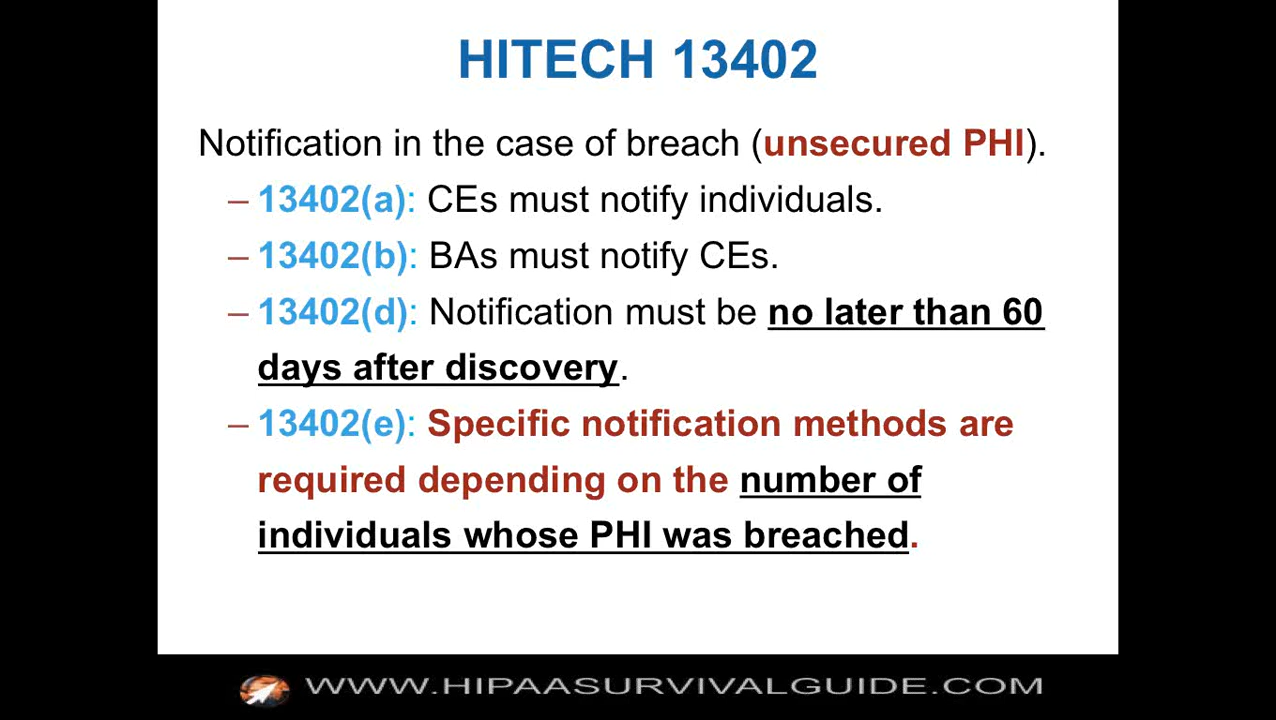 HITECH 13402
Notification in the case of breach (unsecured PHI).
– 13402(a): CEs must notify individuals.
– 13402(b): BAs must notify CEs.
– 13402(d): Notification must be no later than 60
days after discovery.
– 13402(e): Specific notification methods are
required depending on the number of
individuals whose PHI was breached.
WWW.HIPAASURVIVALGUIDE.COM